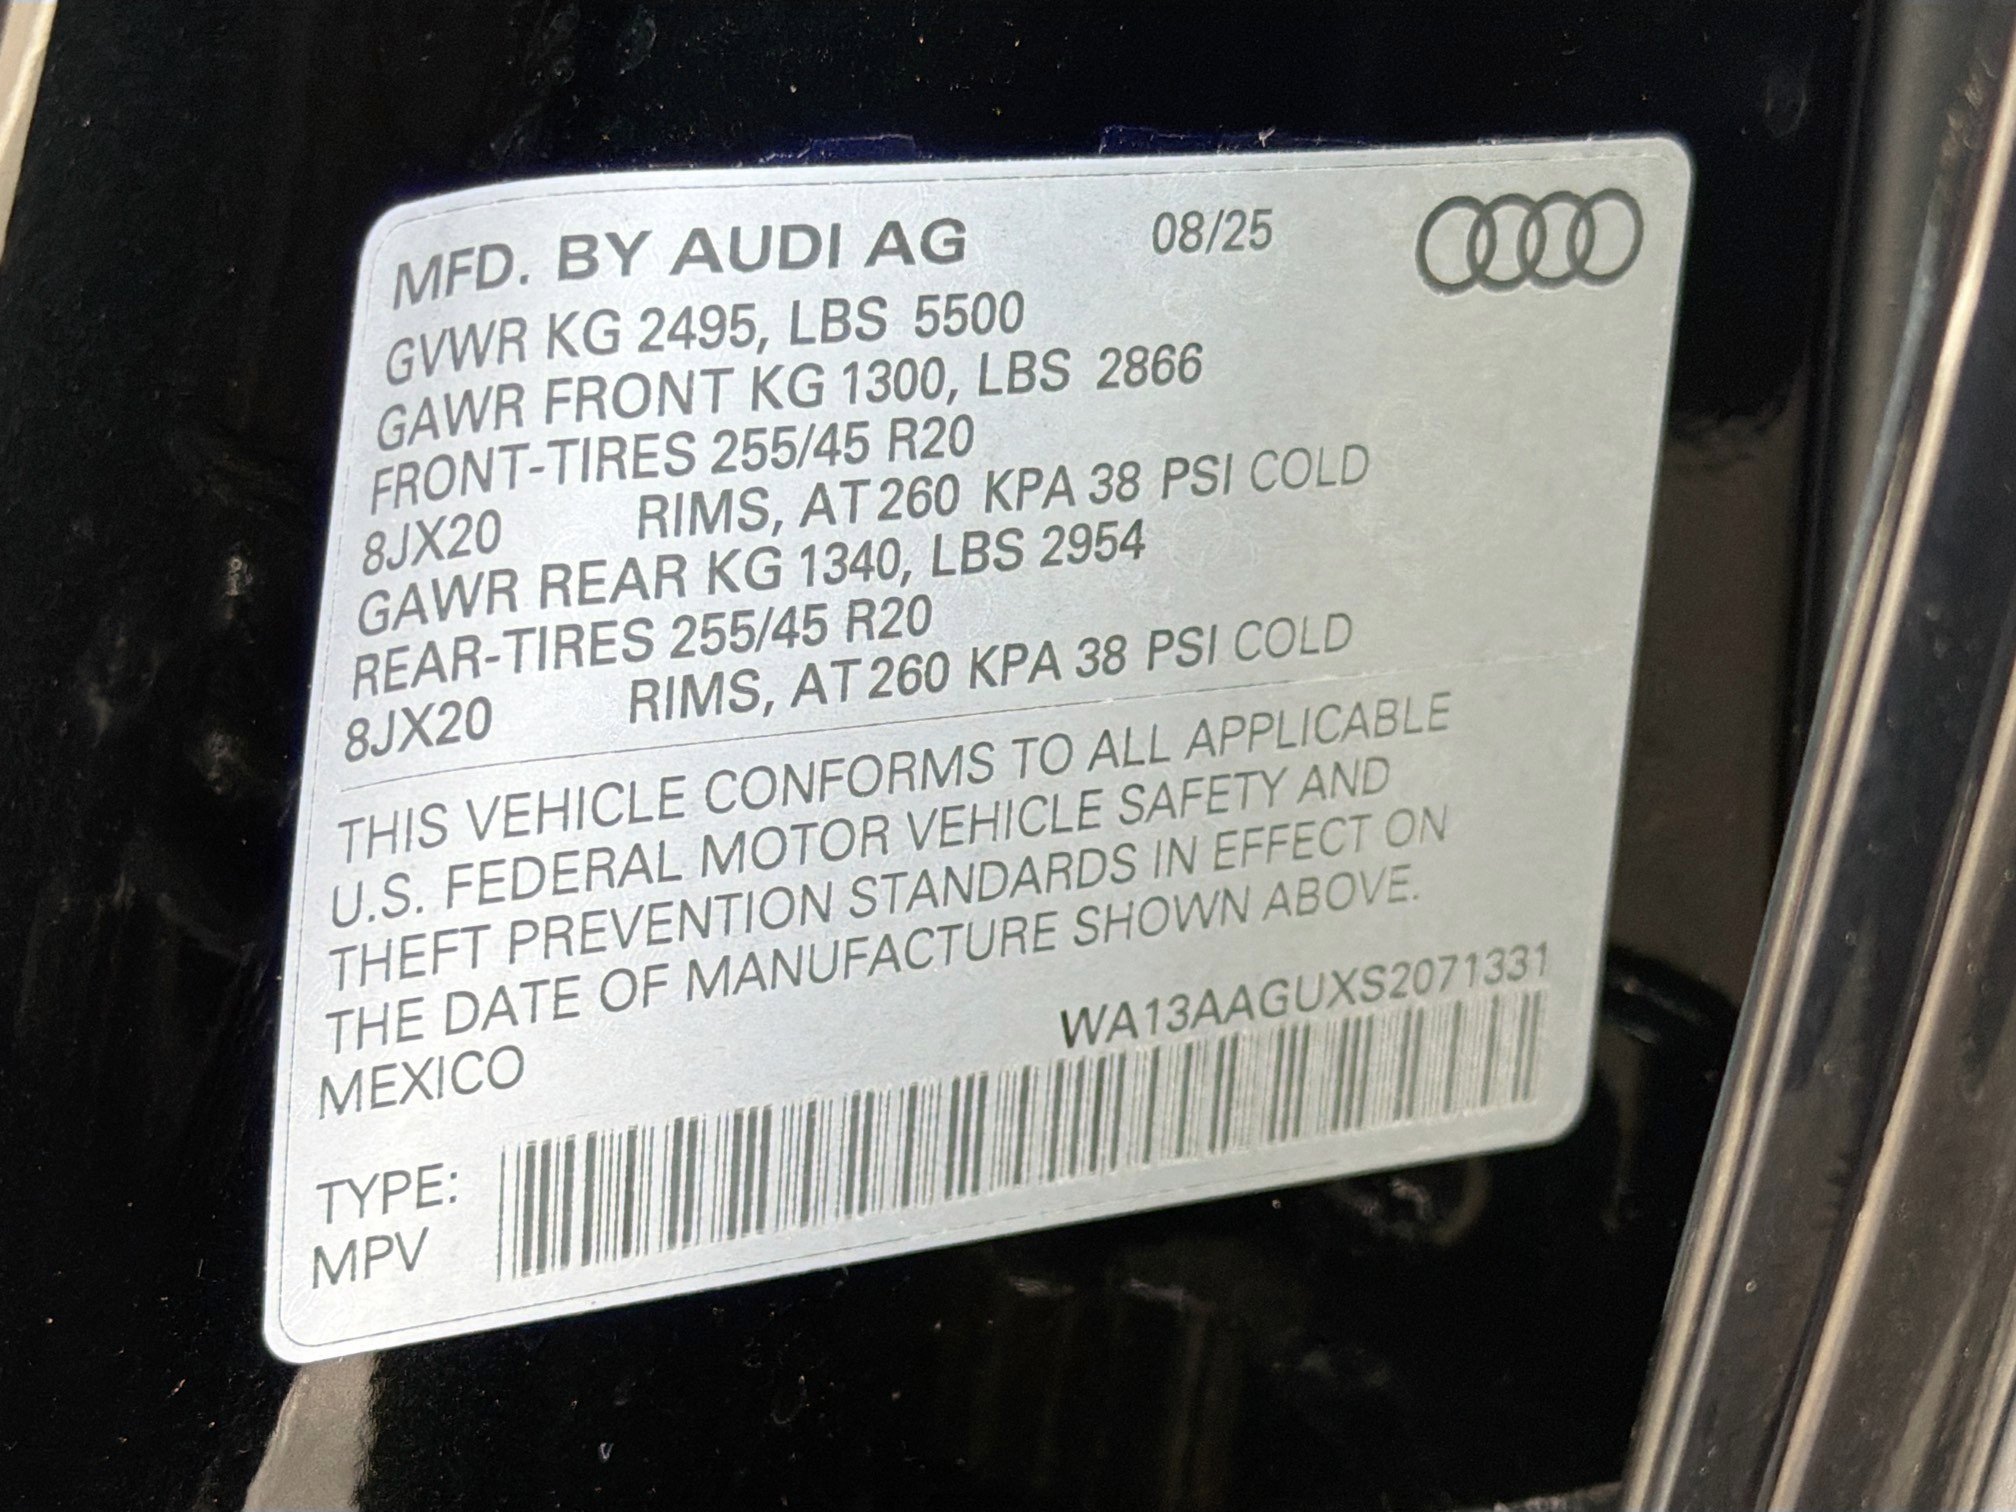 MFD. BY AUDI AG 08/25
GVWR KG 2495, LBS 5500
GAWR FRONT KG 1300, LBS 2866
FRONT-TIRES 255/45 R20
8JX20 RIMS, AT 260 KPA 38 PSI COLD
GAWR REAR KG 1340, LBS 2954
REAR-TIRES 255/45 R20
8JX20 RIMS, AT 260 KPA 38 PSI COLD
THIS VEHICLE CONFORMS TO ALL APPLICABLE
U.S. FEDERAL MOTOR VEHICLE SAFETY AND
THEFT PREVENTION STANDARDS IN EFFECT ON
THE DATE OF MANUFACTURE SHOWN ABOVE.
MEXICO WA13AAGUXS2071331
TYPE:
MPV